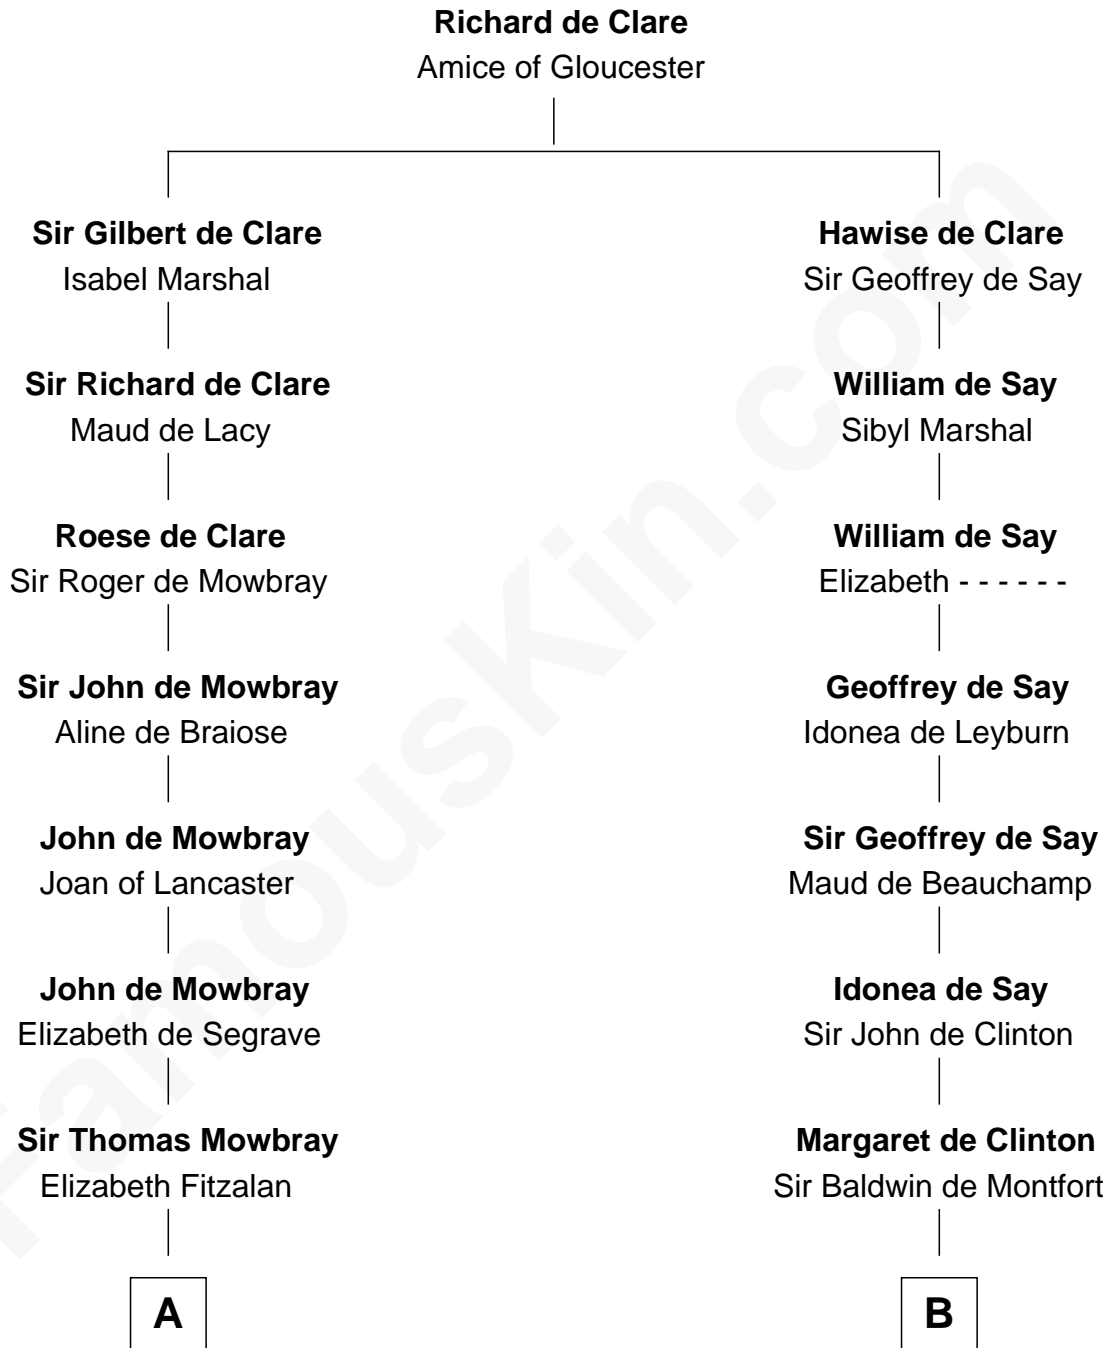 Richard de Clare
Amice of Gloucester
Sir Gilbert de Clare
Isabel Marshal
Hawise de Clare
Sir Geoffrey de Say
Sir Richard de Clare
Maud de Lacy
William de Say
Sibyl Marshal
Roese de Clare
Sir Roger de Mowbray
William de Say
Elizabeth - - - - - -
Sir John de Mowbray
Aline de Braiose
Geoffrey de Say
Idonea de Leyburn
John de Mowbray
Joan of Lancaster
Sir Geoffrey de Say
Maud de Beauchamp
John de Mowbray
Elizabeth de Segrave
Idonea de Say
Sir John de Clinton
Sir Thomas Mowbray
Elizabeth Fitzalan
Margaret de Clinton
Sir Baldwin de Montfort
A
B
FamousKin.com